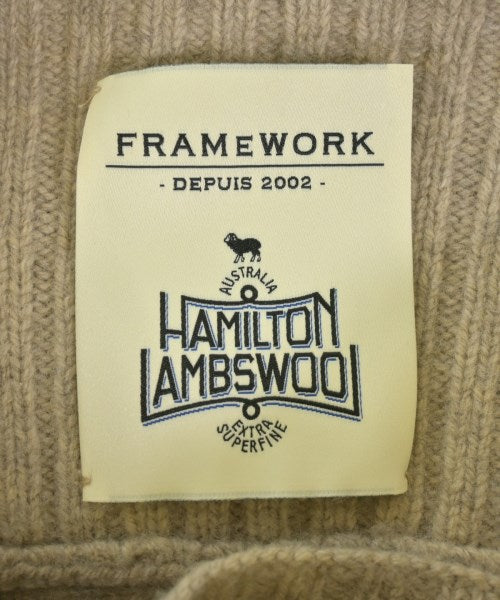 FRAMeWORK
- DEPUIS 2002 -
AUSTRALIA
HAMILTON
LAMBSWOOL
EXTRA
SUPERFINE